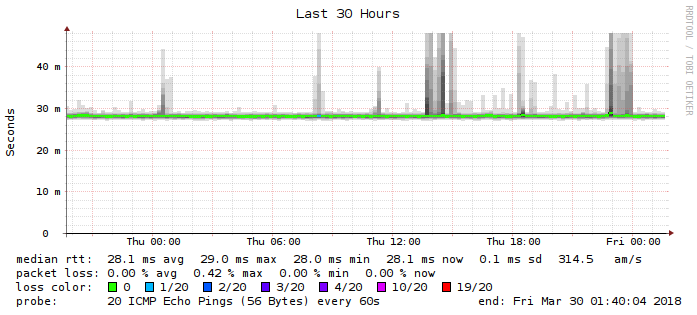 Last 30 Hours
RRDTOOL / TOBI OETIKER
Seconds
40 m
30 m
20 m
10 m
0
Thu 00:00 Thu 06:00 Thu 12:00 Thu 18:00 Fri 00:00
median rtt: 28.1 ms avg 29.0 ms max 28.0 ms min 28.1 ms now 0.1 ms sd 314.5 am/s
packet loss: 0.00 % avg 0.42 % max 0.00 % min 0.00 % now
loss color: 0 1/20 2/20 3/20 4/20 10/20 19/20
probe: 20 ICMP Echo Pings (56 Bytes) every 60s end: Fri Mar 30 01:40:04 2018